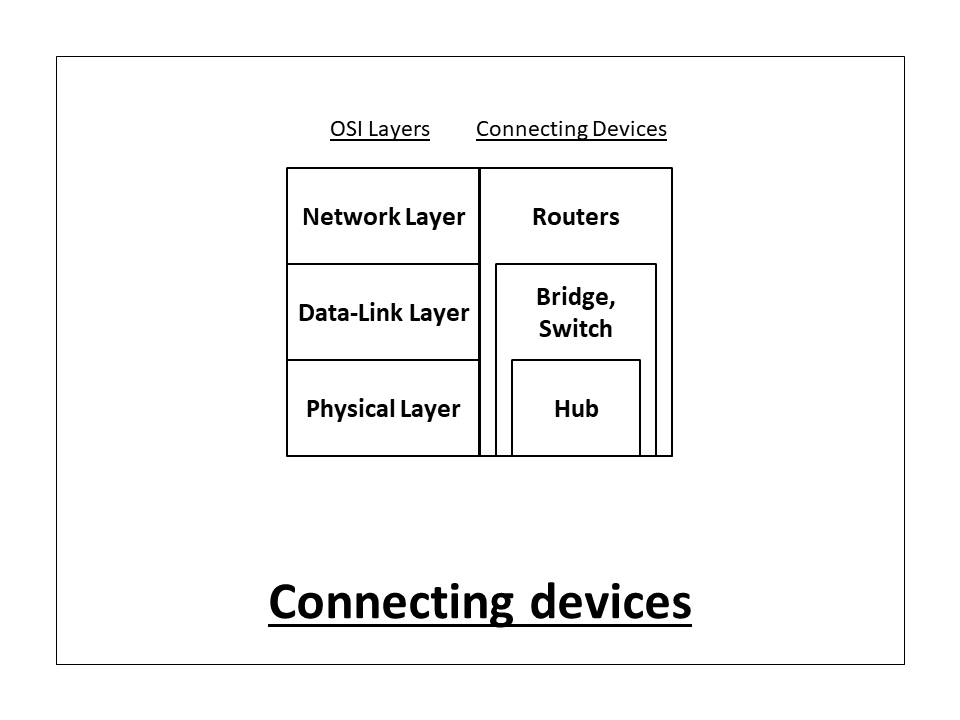 OSI Layers
Connecting Devices
Network Layer
Routers
Data-Link Layer
Bridge,
Switch
Physical Layer
Hub
Connecting devices